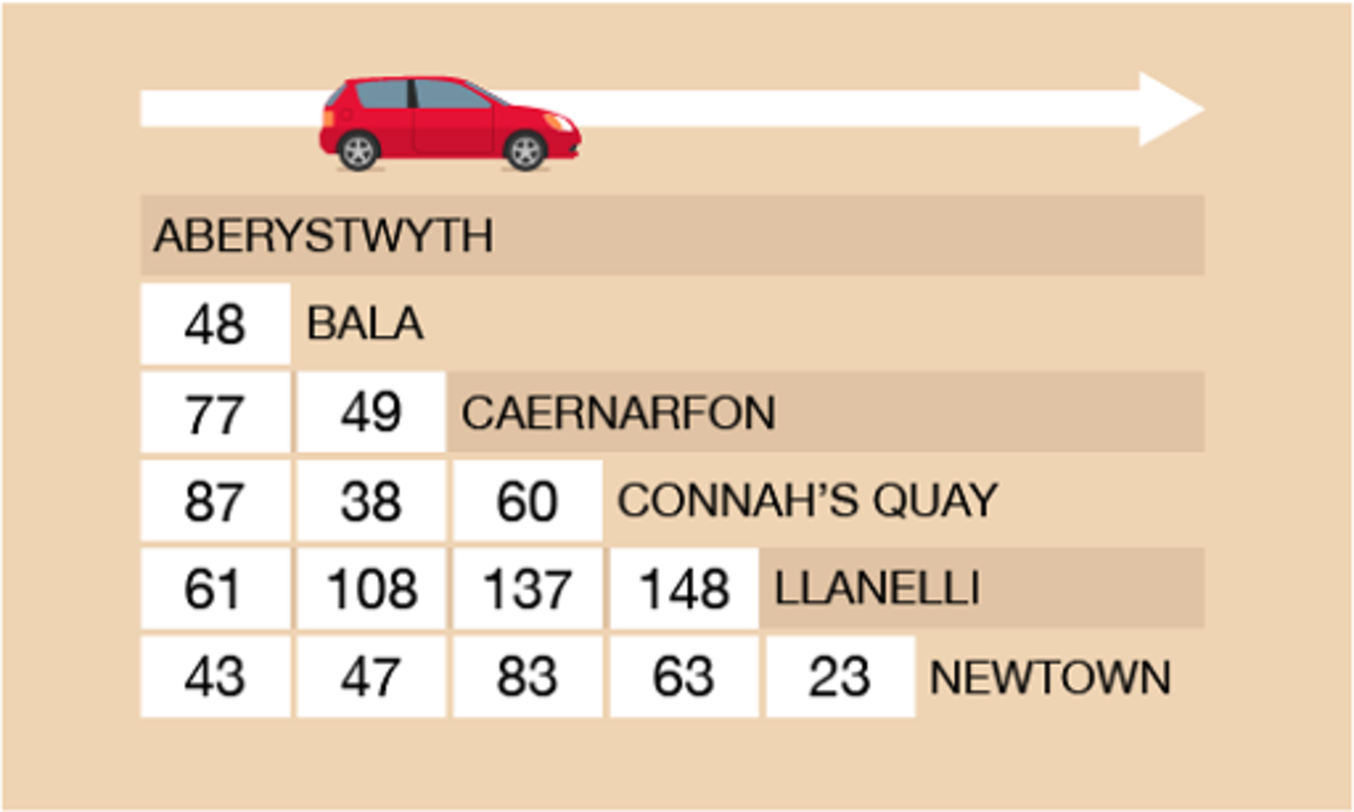 ABERYSTWYTH
48 BALA
77 49 CAERNARFON
87 38 60 CONNAH’S QUAY
61 108 137 148 LLANELLI
43 47 83 63 23 NEWTOWN